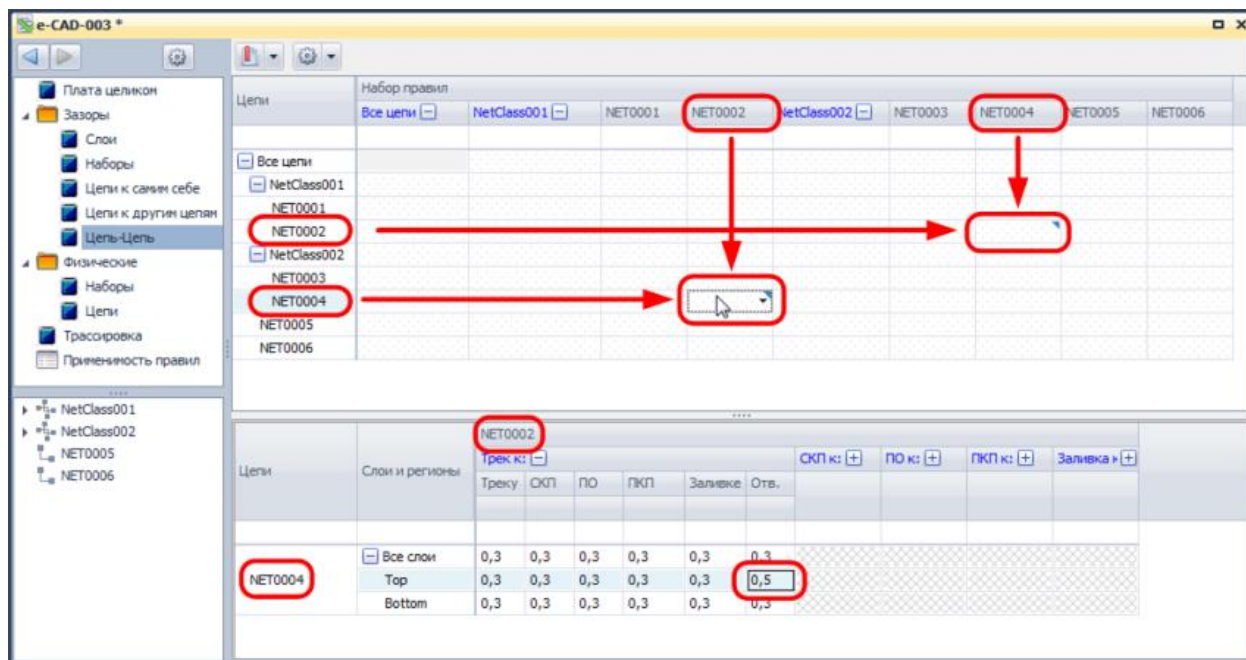 e-CAD-003 *
Плата целиком
Зазоры
Слои
Наборы
Цепи к самим себе
Цепи к другим цепям
Цепь-Цепь
Физические
Наборы
Цепи
Трассировка
Применимость правил
NetClass001
NetClass002
NET0005
NET0006
Цепи Набор правил
Все цепи NetClass001 NET0001 NET0002 NetClass002 NET0003 NET0004 NET0005 NET0006
Все цепи
NetClass001
NET0001
NET0002
NetClass002
NET0003
NET0004
NET0005
NET0006
Цепи Слои и регионы NET0002
Трек к: СКП к: ПО к: ПКП к: Заливка к
Треку СКП ПО ПКП Заливке Отв.
Все слои 0,3 0,3 0,3 0,3 0,3 0,3
NET0004 Top 0,3 0,3 0,3 0,3 0,3 0,5
Bottom 0,3 0,3 0,3 0,3 0,3 0,3